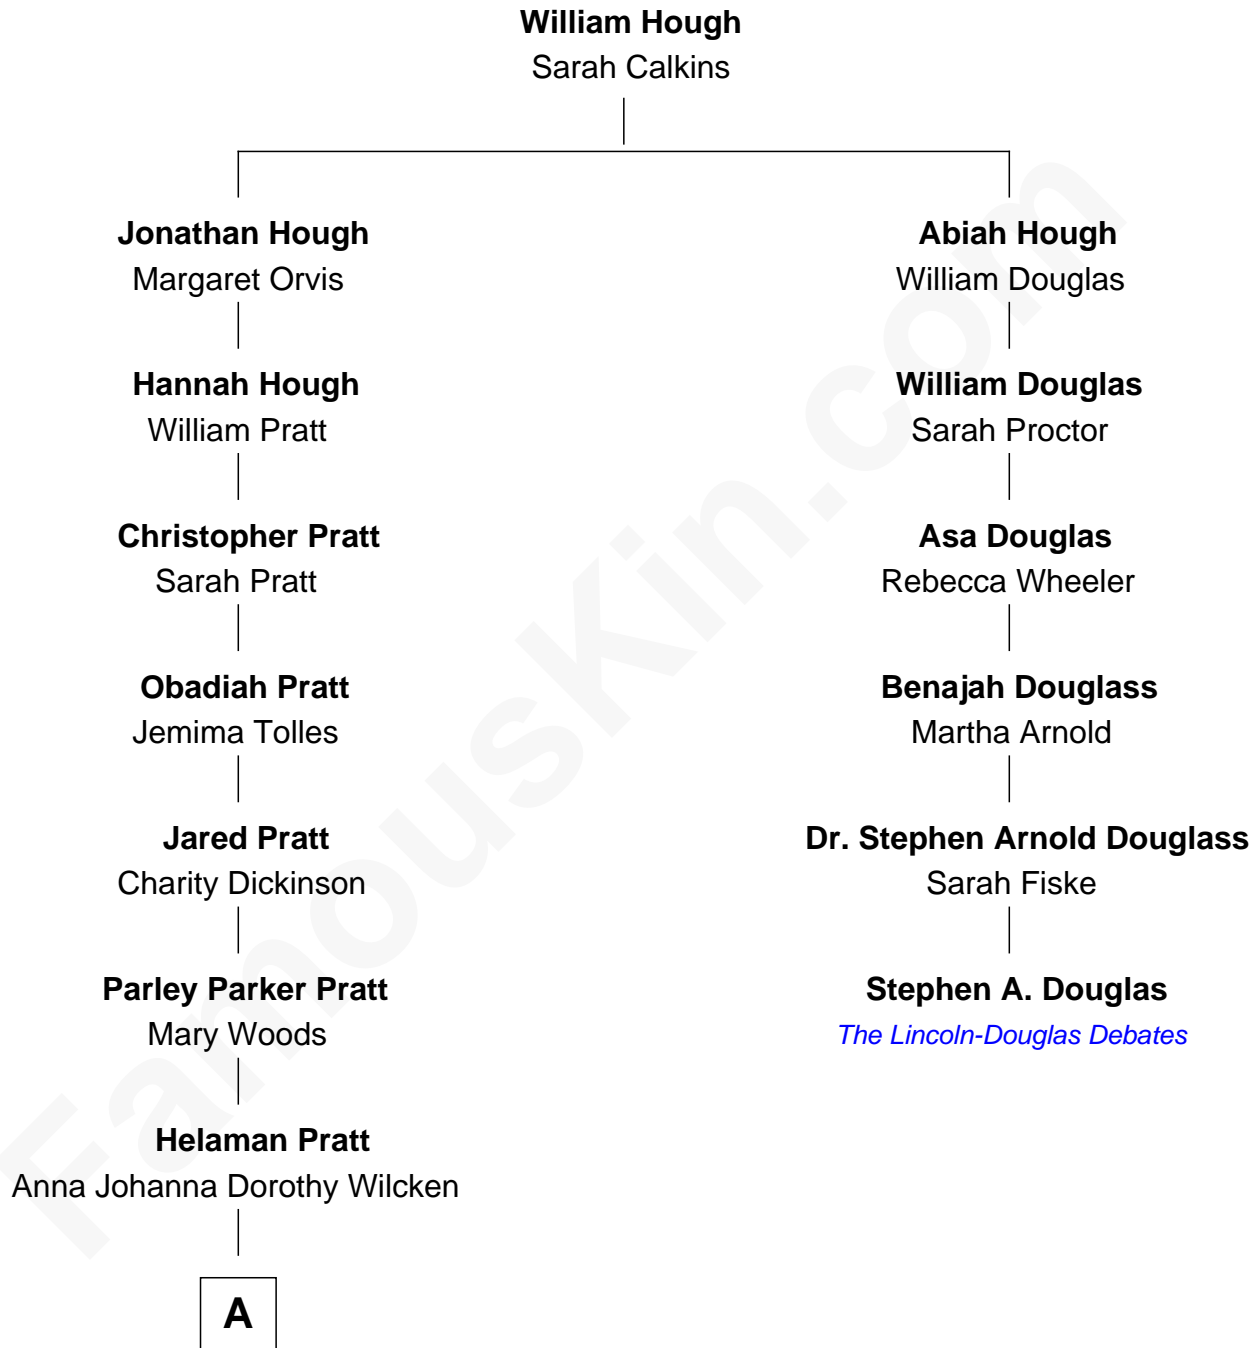 William Hough
Sarah Calkins
Jonathan Hough
Margaret Orvis
Hannah Hough
William Pratt
Christopher Pratt
Sarah Pratt
Obadiah Pratt
Jemima Tolles
Jared Pratt
Charity Dickinson
Parley Parker Pratt
Mary Woods
Helaman Pratt
Anna Johanna Dorothy Wilcken
A
Abiah Hough
William Douglas
William Douglas
Sarah Proctor
Asa Douglas
Rebecca Wheeler
Benajah Douglass
Martha Arnold
Dr. Stephen Arnold Douglass
Sarah Fiske
Stephen A. Douglas
The Lincoln-Douglas Debates
FamousKin.com